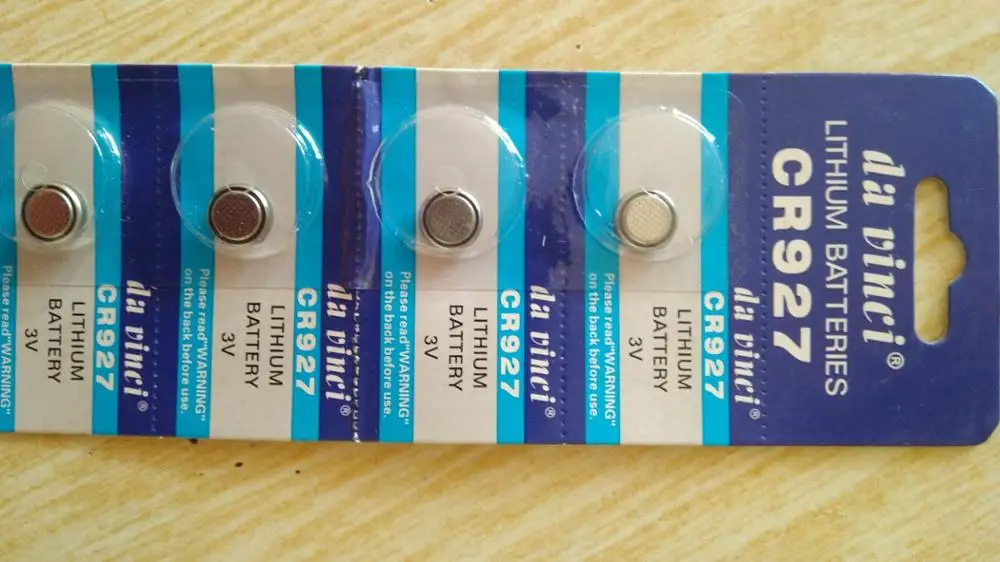 da vinci®
LITHIUM BATTERIES
CR927
da vinci®
CR927
LITHIUM
BATTERY
3V
Please read"WARNING"
on the back before use.
da vinci®
CR927
LITHIUM
BATTERY
3V
Please read"WARNING"
on the back before use.
da vinci®
CR927
LITHIUM
BATTERY
3V
Please read"WARNING"
on the back before use.
da vinci®
CR927
LITHIUM
BATTERY
3V
Please read"WARNING"